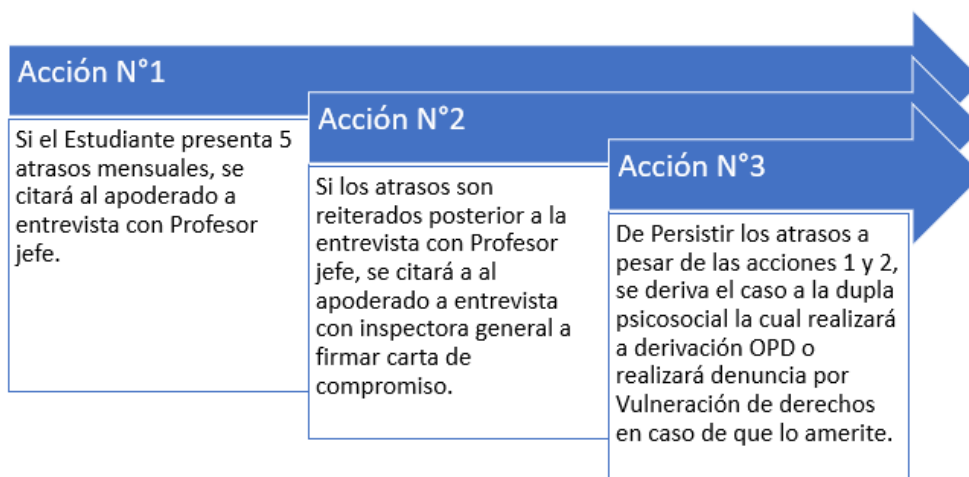 Acción N°1
Si el Estudiante presenta 5
atrasos mensuales, se
citará al apoderado a
entrevista con Profesor
jefe.
Acción N°2
Si los atrasos son
reiterados posterior a la
entrevista con Profesor
jefe, se citará a al
apoderado a entrevista
con inspectora general a
firmar carta de
compromiso.
Acción N°3
De Persistir los atrasos a
pesar de las acciones 1 y 2,
se deriva el caso a la dupla
psicosocial la cual realizará
a derivación OPD o
realizará denuncia por
Vulneración de derechos
en caso de que lo amerite.